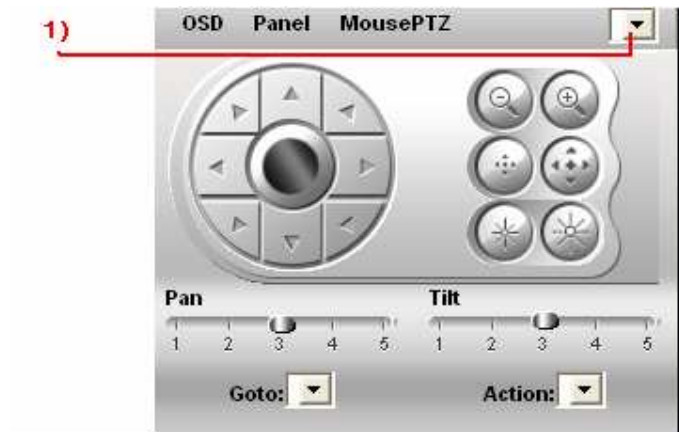 1)
OSD Panel MousePTZ
Pan Tilt
1 2 3 4 5 1 2 3 4 5
Goto: Action: